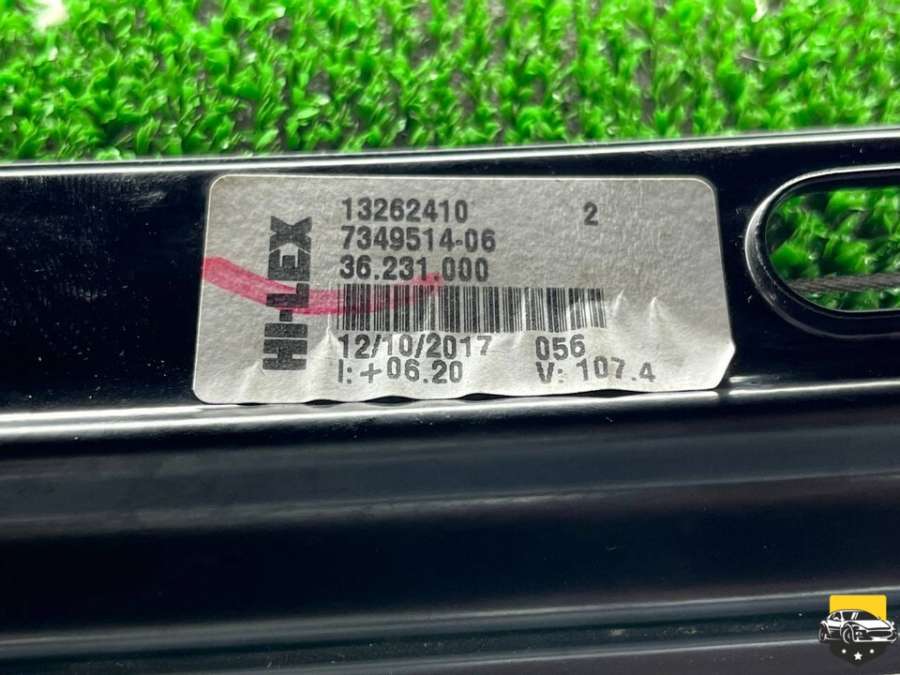 HI-LEX
13262410 2
7349514-06
36.231.000
12/10/2017 056
I: +06.20 V: 107.4